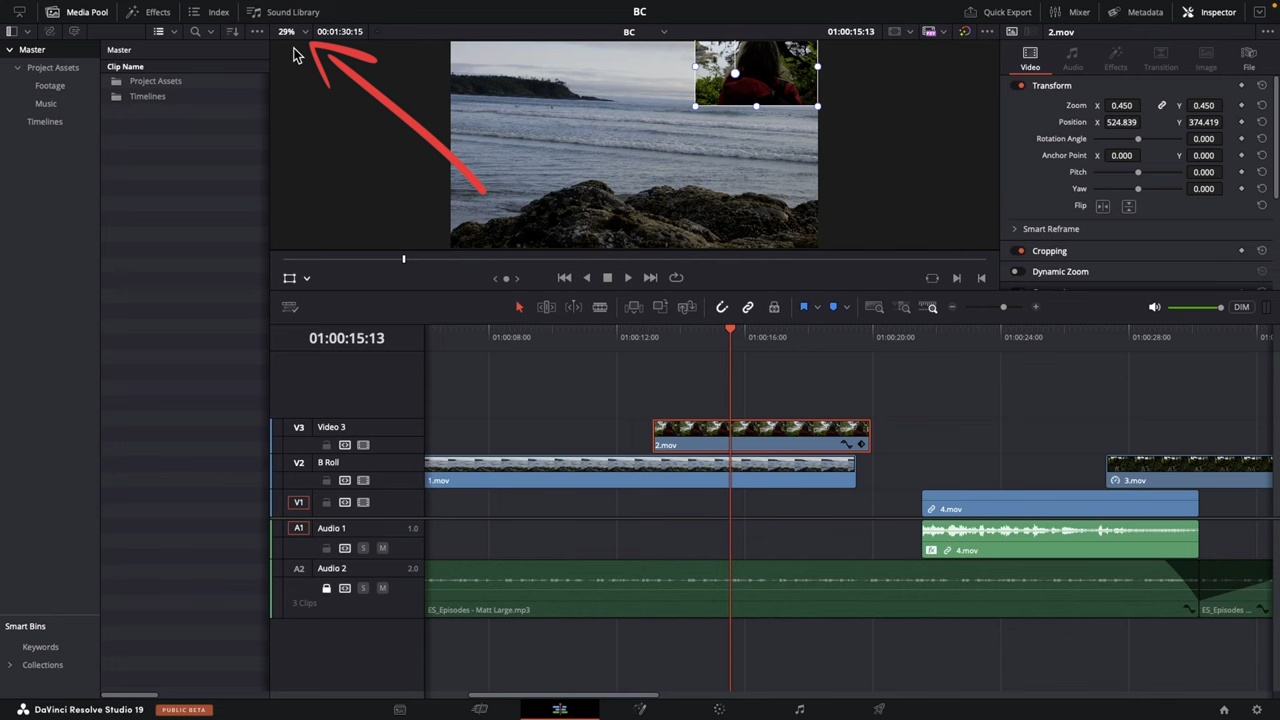 Media Pool Effects Index Sound Library BC Quick Export Mixer Metadata Inspector
29% 00:01:30:15 BC 01:00:15:13 2.mov
Master Master
Clip Name
Project Assets
Footage
Music
Timelines
Project Assets
Timelines
Video Audio Effects Transition Image File
Transform
Zoom X 0.450 Y 0.450
Position X 524.839 Y 374.419
Rotation Angle 0.000
Anchor Point X 0.000 Y 0.000
Pitch 0.000
Yaw 0.000
Flip
Smart Reframe
Cropping
Dynamic Zoom
DIM
01:00:15:13
01:00:08:00 01:00:12:00 01:00:16:00 01:00:20:00 01:00:24:00 01:00:28:00
V3 Video 3
2.mov
V2 B Roll
1.mov 3.mov
V1
4.mov
A1 Audio 1 1.0
S M
fx 4.mov
A2 Audio 2 2.0
S M
3 Clips
ES_Episodes - Matt Large.mp3 ES_Episodes ...
Smart Bins
Keywords
Collections
DaVinci Resolve Studio 19 PUBLIC BETA